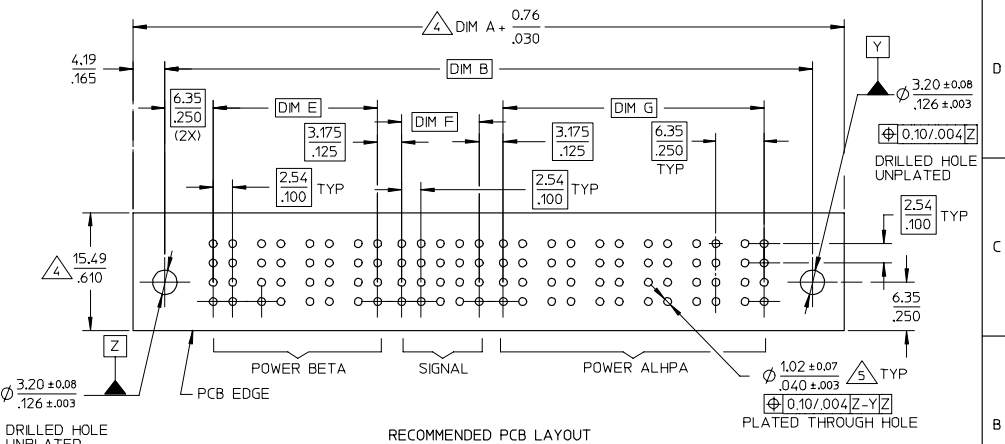 4 DIM A + 0.76
.030
4.19
.165
DIM B
Y
D
6.35
.250
(2X)
DIM E
DIM F
DIM G
3.175
.125
3.175
.125
6.35
.250
TYP
Ø 3.20 ±0.08
.126 ±.003
⌖ 0.10/.004 Z
DRILLED HOLE
UNPLATED
2.54
.100 TYP
2.54
.100 TYP
2.54
.100 TYP
C
4 15.49
.610
6.35
.250
Z
POWER BETA
SIGNAL
POWER ALHPA
Ø 3.20 ±0.08
.126 ±.003
PCB EDGE
Ø 1.02 ±0.07
.040 ±.003 5 TYP
⌖ 0.10/.004 Z-Y Z
PLATED THROUGH HOLE
B
DRILLED HOLE
UNPLATED
RECOMMENDED PCB LAYOUT